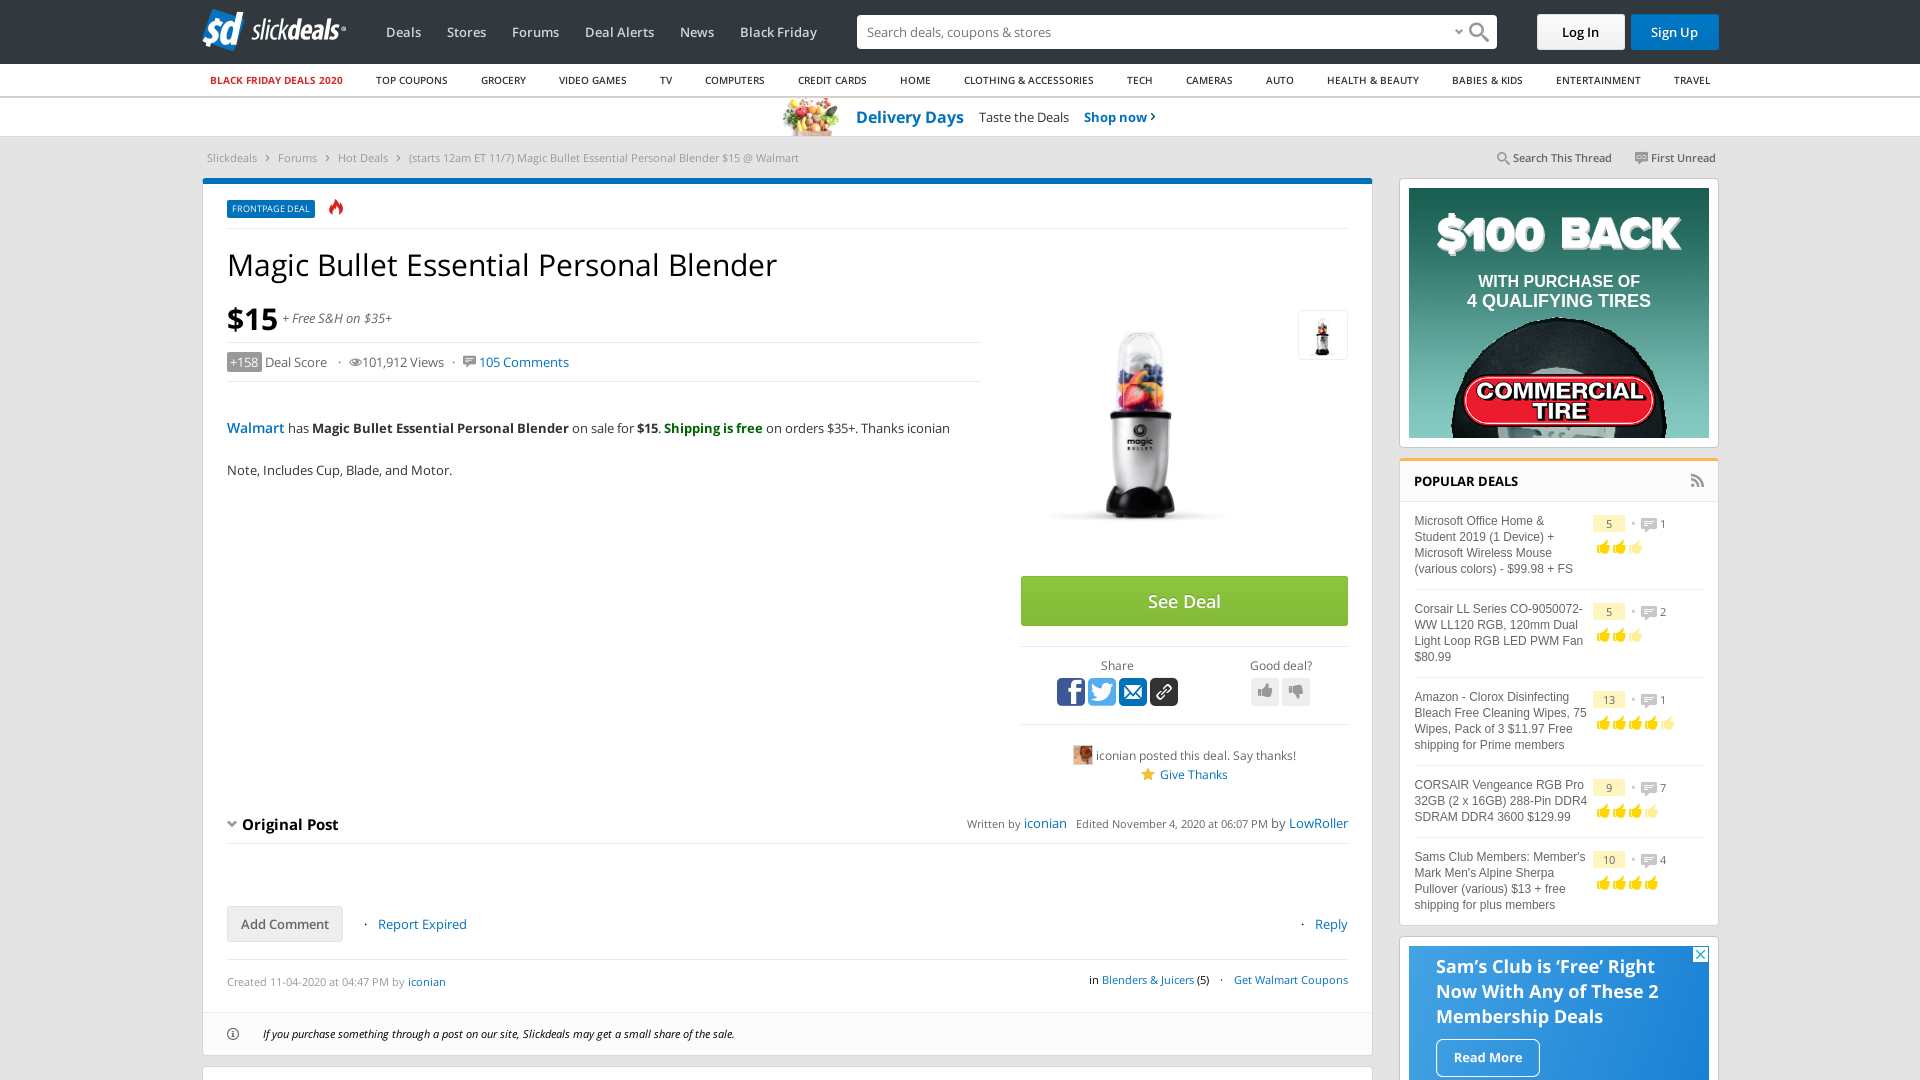 slickdeals
Deals
Stores
Forums
Deal Alerts
News
Black Friday
Search deals, coupons & stores
Log In
Sign Up
BLACK FRIDAY DEALS 2020
TOP COUPONS
GROCERY
VIDEO GAMES
TV
COMPUTERS
CREDIT CARDS
HOME
CLOTHING & ACCESSORIES
TECH
CAMERAS
AUTO
HEALTH & BEAUTY
BABIES & KIDS
ENTERTAINMENT
TRAVEL
Delivery Days Taste the Deals Shop now
Slickdeals > Forums > Hot Deals > (starts 12am ET 11/7) Magic Bullet Essential Personal Blender $15 @ Walmart
Search This Thread
First Unread
FRONTPAGE DEAL
Magic Bullet Essential Personal Blender
$15 + Free S&H on $35+
+158 Deal Score · 101,912 Views · 105 Comments
Walmart has Magic Bullet Essential Personal Blender on sale for $15. Shipping is free on orders $35+. Thanks iconian
Note, Includes Cup, Blade, and Motor.
magic
BULLET
See Deal
Share
Good deal?
iconian posted this deal. Say thanks!
Give Thanks
Original Post
Written by iconian Edited November 4, 2020 at 06:07 PM by LowRoller
Add Comment · Report Expired
· Reply
Created 11-04-2020 at 04:47 PM by iconian
in Blenders & Juicers (5) · Get Walmart Coupons
If you purchase something through a post on our site, Slickdeals may get a small share of the sale.
$100 BACK
WITH PURCHASE OF
4 QUALIFYING TIRES
COMMERCIAL
TIRE
POPULAR DEALS
Microsoft Office Home &
Student 2019 (1 Device) +
Microsoft Wireless Mouse
(various colors) - $99.98 + FS
5 • 1
Corsair LL Series CO-9050072-
WW LL120 RGB, 120mm Dual
Light Loop RGB LED PWM Fan
$80.99
5 • 2
Amazon - Clorox Disinfecting
Bleach Free Cleaning Wipes, 75
Wipes, Pack of 3 $11.97 Free
shipping for Prime members
13 • 1
CORSAIR Vengeance RGB Pro
32GB (2 x 16GB) 288-Pin DDR4
SDRAM DDR4 3600 $129.99
9 • 7
Sams Club Members: Member's
Mark Men's Alpine Sherpa
Pullover (various) $13 + free
shipping for plus members
10 • 4
Sam's Club is ‘Free’ Right
Now With Any of These 2
Membership Deals
Read More